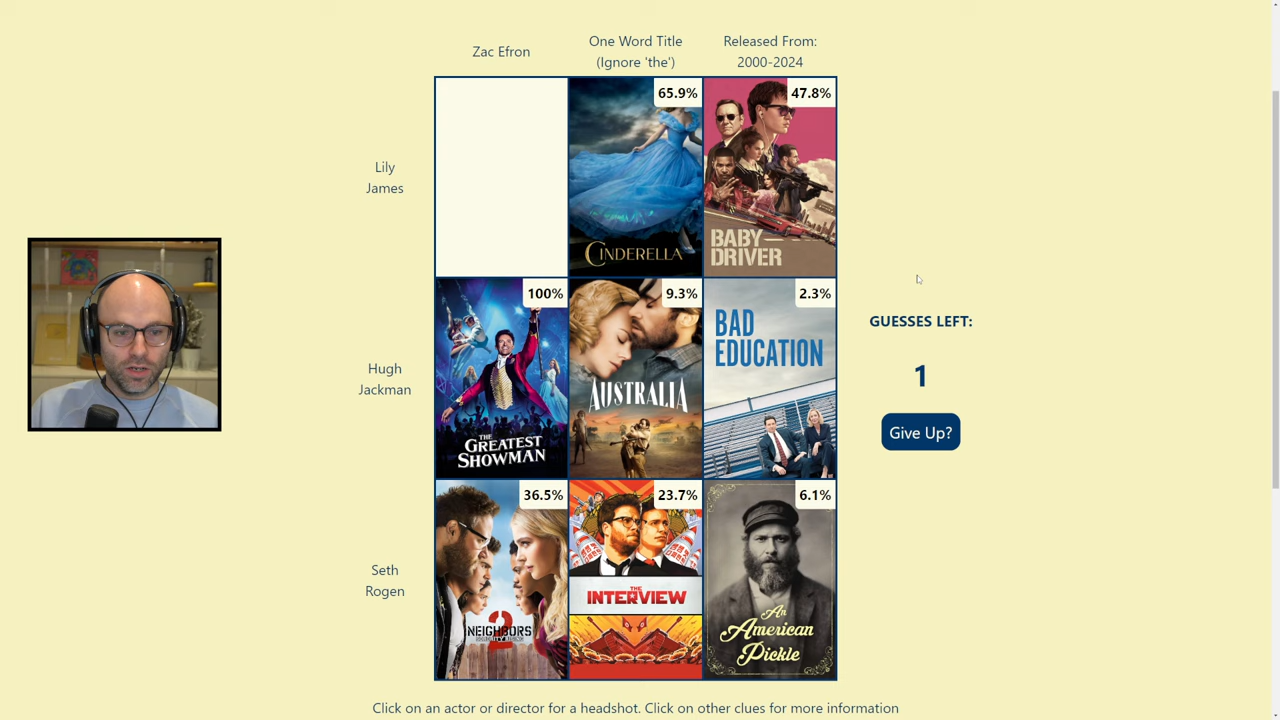 Zac Efron
One Word Title
(Ignore 'the')
Released From:
2000-2024
Lily
James
65.9%
CINDERELLA
47.8%
BABY
DRIVER
Hugh
Jackman
100%
THE
GREATEST
SHOWMAN
9.3%
AUSTRALIA
2.3%
BAD
EDUCATION
GUESSES LEFT:
1
Give Up?
Seth
Rogen
36.5%
NEIGHBORS
2
23.7%
THE
INTERVIEW
6.1%
An
American
Pickle
Click on an actor or director for a headshot. Click on other clues for more information